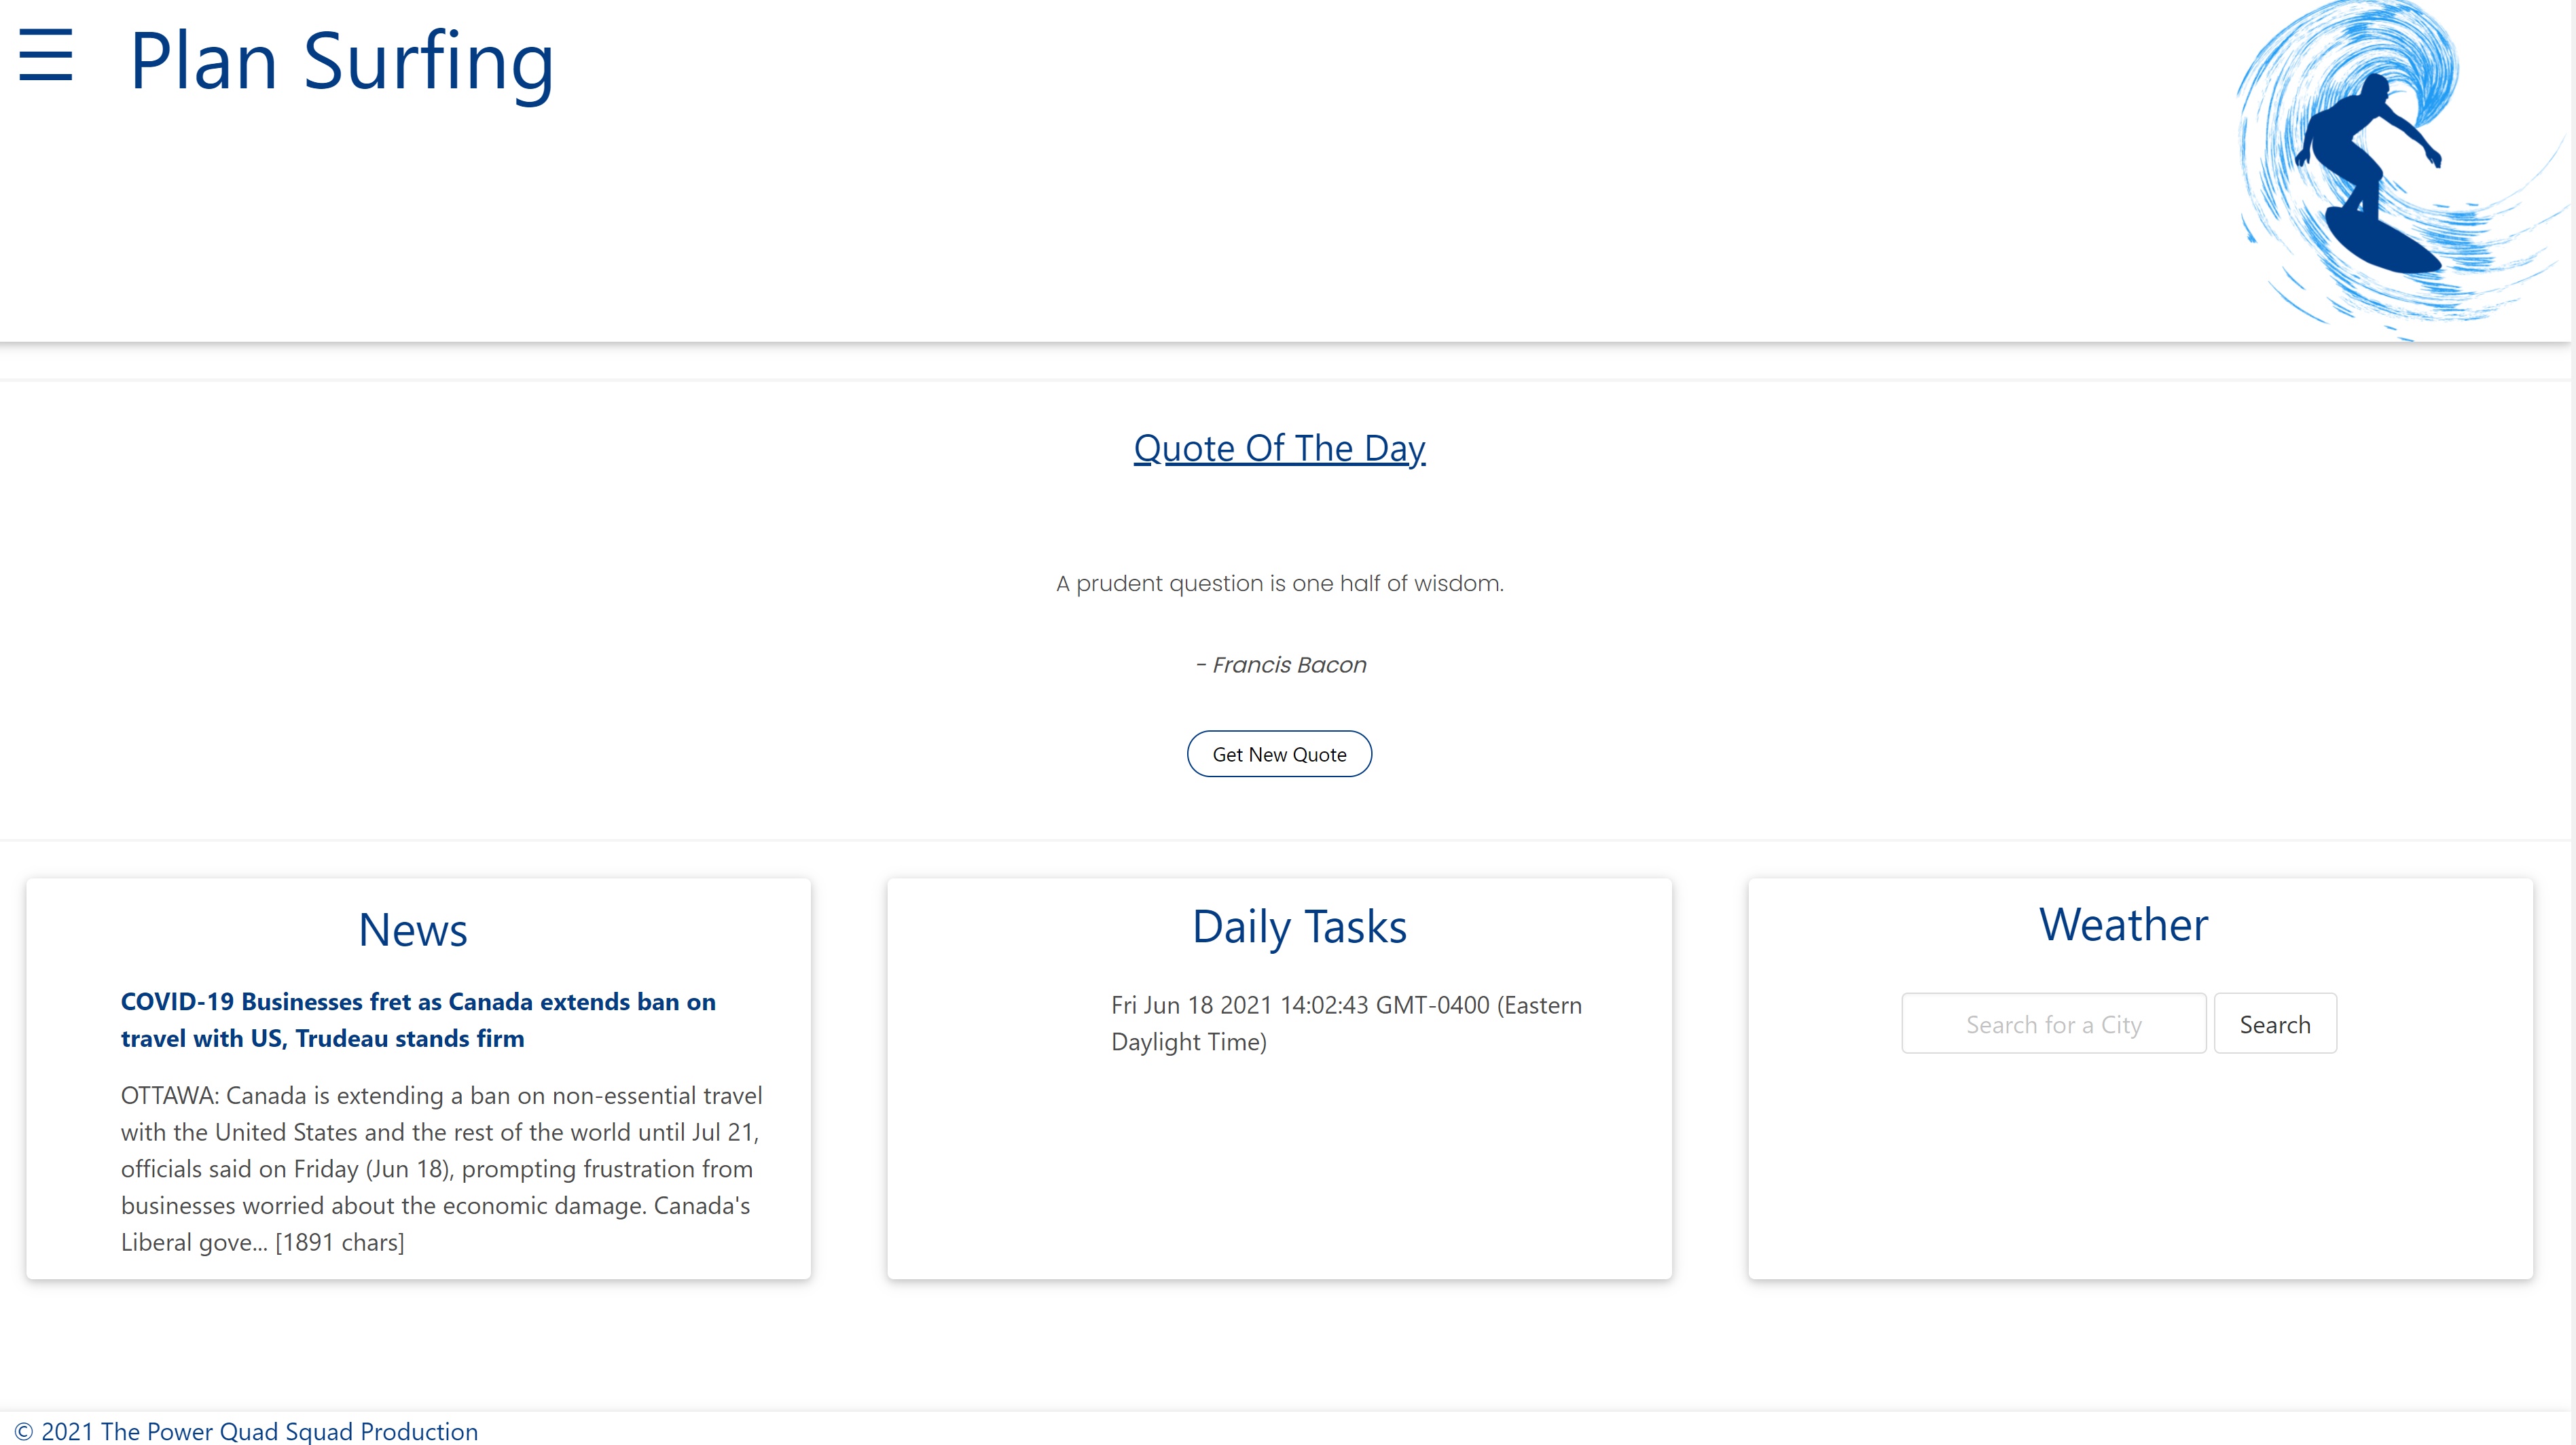 Plan Surfing
Quote Of The Day
A prudent question is one half of wisdom.
- Francis Bacon
Get New Quote
News
COVID-19 Businesses fret as Canada extends ban on
travel with US, Trudeau stands firm
OTTAWA: Canada is extending a ban on non-essential travel
with the United States and the rest of the world until Jul 21,
officials said on Friday (Jun 18), prompting frustration from
businesses worried about the economic damage. Canada's
Liberal gove... [1891 chars]
Daily Tasks
Fri Jun 18 2021 14:02:43 GMT-0400 (Eastern
Daylight Time)
Weather
Search for a City
Search
© 2021 The Power Quad Squad Production